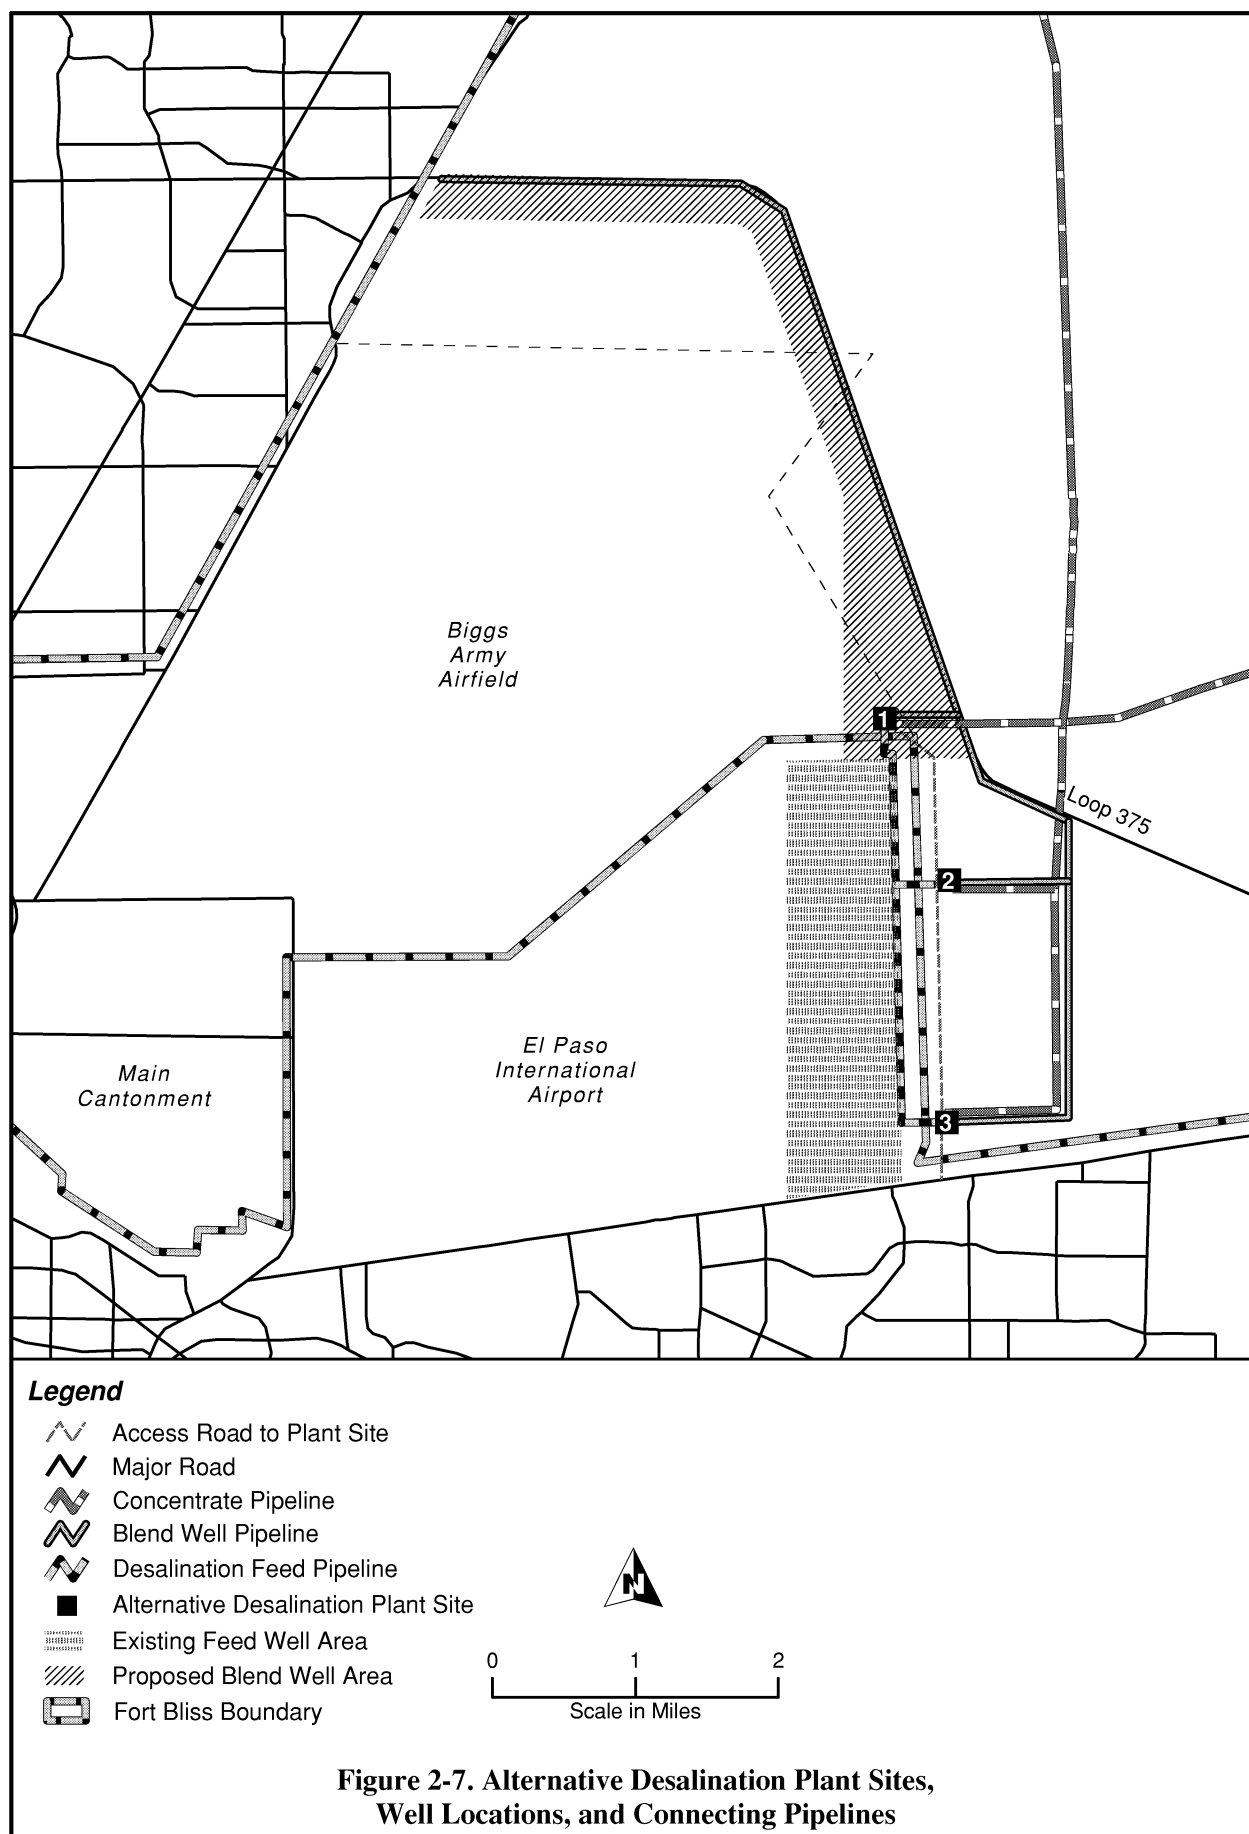 Biggs
Army
Airfield
1
Loop 375
2
El Paso
International
Airport
Main
Cantonment
3
Legend
Access Road to Plant Site
Major Road
Concentrate Pipeline
Blend Well Pipeline
Desalination Feed Pipeline
Alternative Desalination Plant Site
Existing Feed Well Area
Proposed Blend Well Area
Fort Bliss Boundary
N
0 1 2
Scale in Miles
Figure 2-7. Alternative Desalination Plant Sites,
Well Locations, and Connecting Pipelines